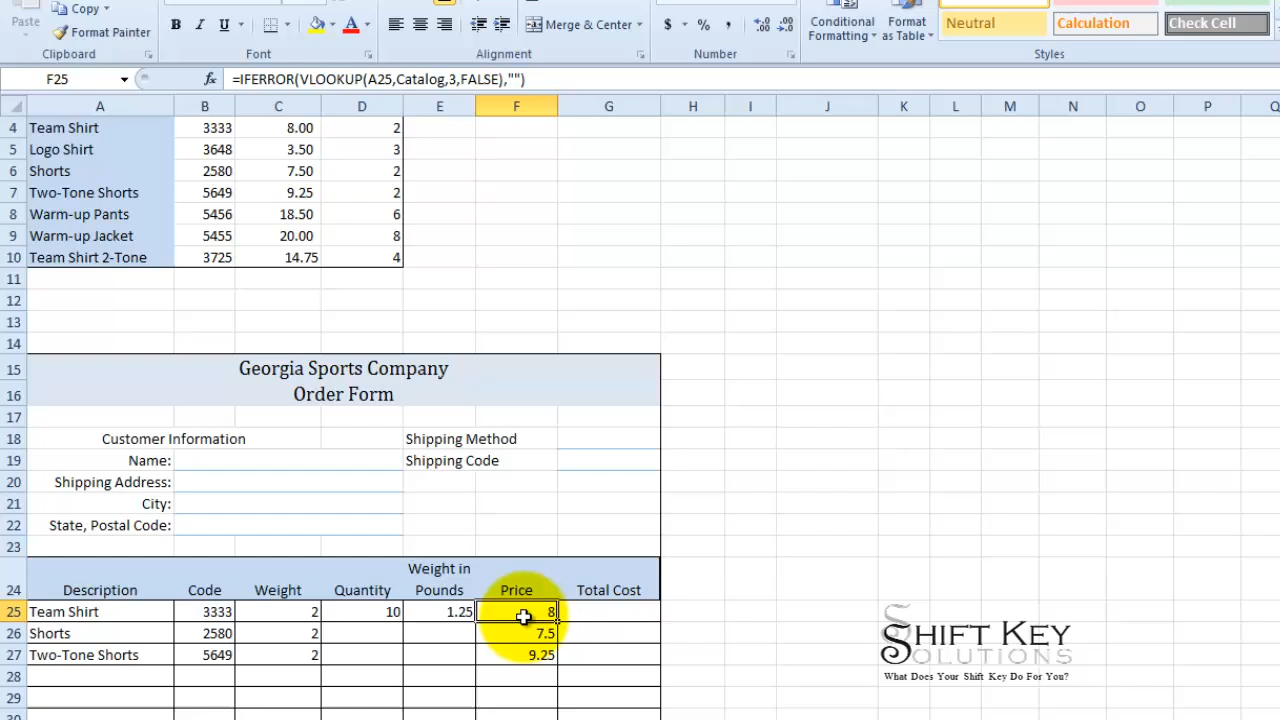 Copy
Paste
Format Painter
Clipboard
B I U A
Font
Merge & Center
Alignment
$ % ,
Number
Conditional Formatting
Format as Table
Neutral
Calculation
Check Cell
Styles
F25 fx =IFERROR(VLOOKUP(A25,Catalog,3,FALSE),"")
A B C D E F G H I J K L M N O P Q
4 Team Shirt 3333 8.00 2
5 Logo Shirt 3648 3.50 3
6 Shorts 2580 7.50 2
7 Two-Tone Shorts 5649 9.25 2
8 Warm-up Pants 5456 18.50 6
9 Warm-up Jacket 5455 20.00 8
10 Team Shirt 2-Tone 3725 14.75 4
11
12
13
14
15 Georgia Sports Company
16 Order Form
17
18 Customer Information Shipping Method
19 Name: Shipping Code
20 Shipping Address:
21 City:
22 State, Postal Code:
23
24 Description Code Weight Quantity Weight in Pounds Price Total Cost
25 Team Shirt 3333 2 10 1.25 8
26 Shorts 2580 2 7.5
27 Two-Tone Shorts 5649 2 9.25
28
29
30
SHIFT KEY
SOLUTIONS
What Does Your Shift Key Do For You?